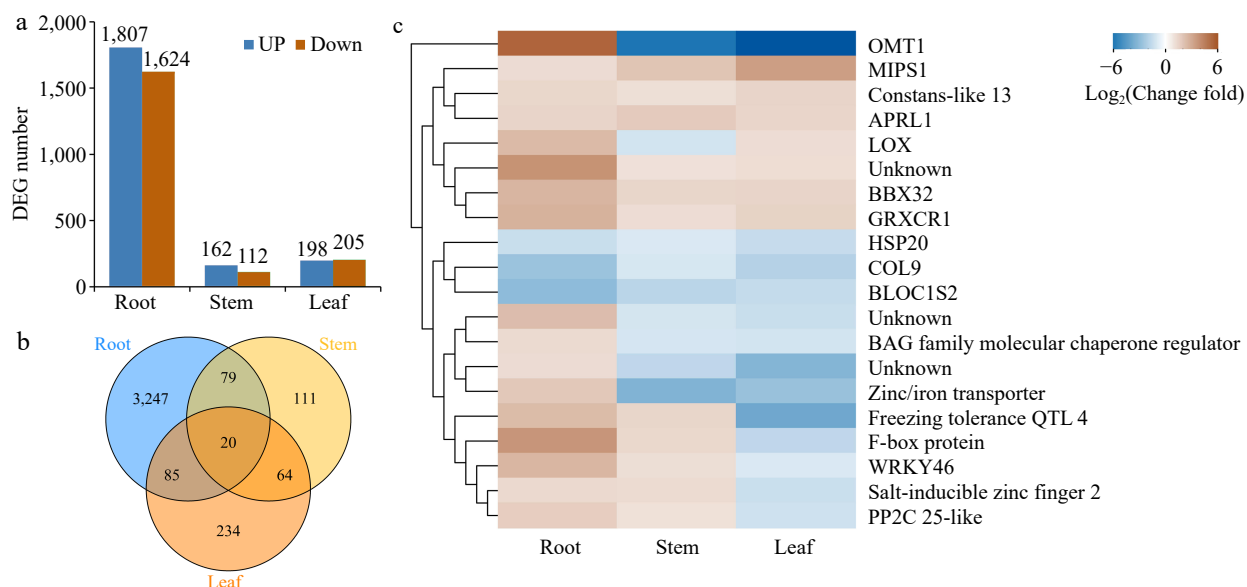 a
2,000
1,500
1,000
500
0
DEG number
1,807
1,624
162
112
198
205
UP
Down
Root
Stem
Leaf
b
Root
Stem
3,247
79
111
20
85
64
234
Leaf
c
OMT1
MIPS1
Constans-like 13
APRL1
LOX
Unknown
BBX32
GRXCR1
HSP20
COL9
BLOC1S2
Unknown
BAG family molecular chaperone regulator
Unknown
Zinc/iron transporter
Freezing tolerance QTL 4
F-box protein
WRKY46
Salt-inducible zinc finger 2
PP2C 25-like
Root
Stem
Leaf
−6 0 6
Log₂(Change fold)